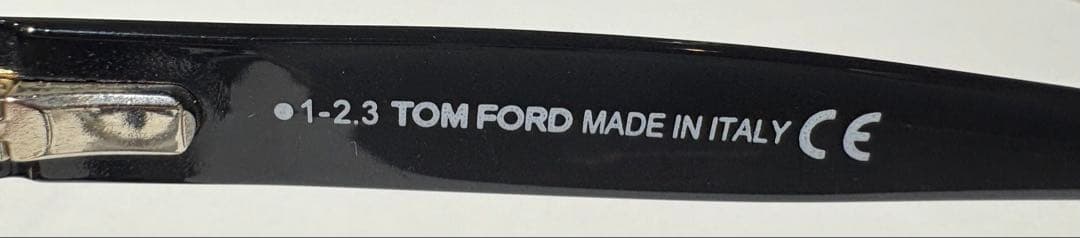 ●1-2.3 TOM FORD MADE IN ITALY CE